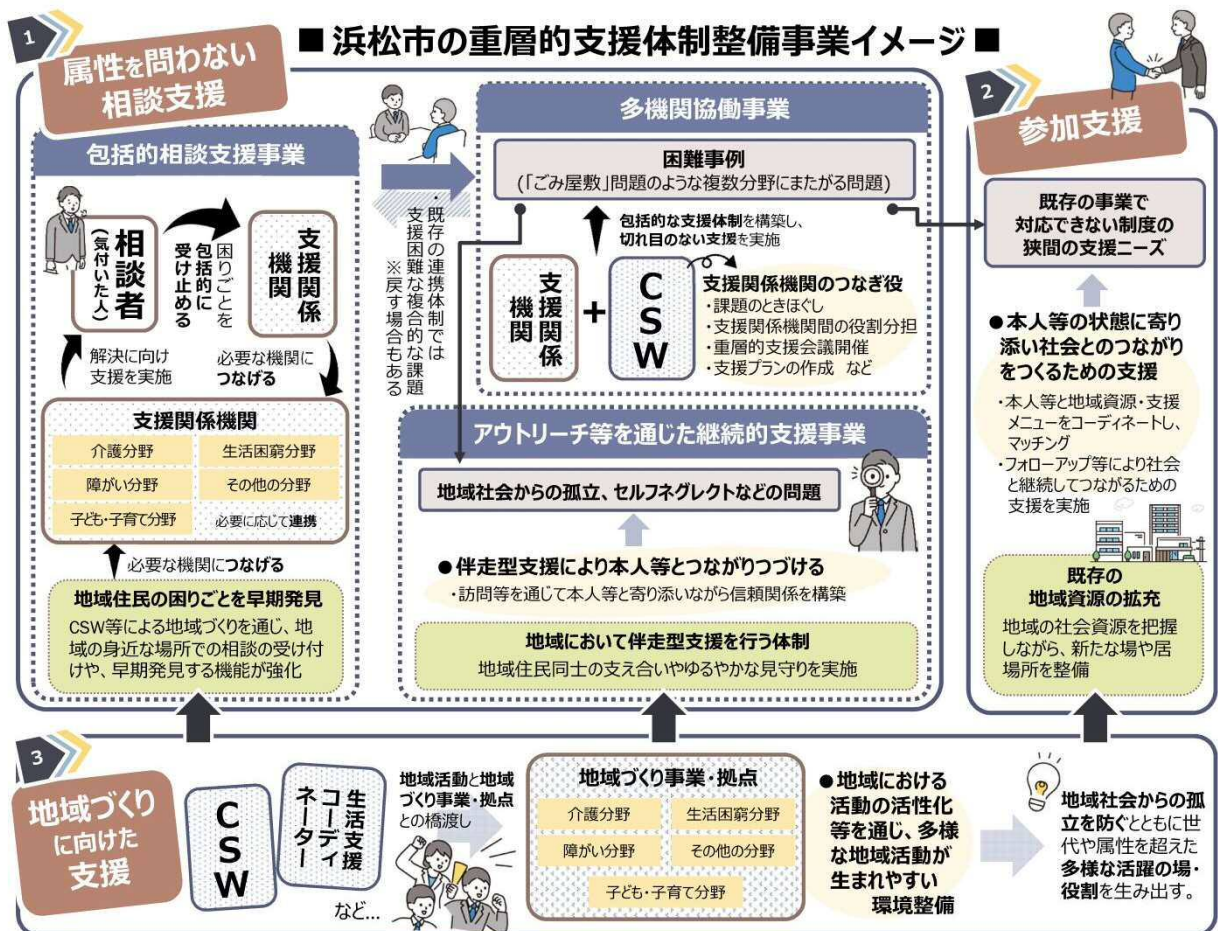 ■ 浜松市の重層的支援体制整備事業イメージ ■
1
属性を問わない
相談支援
包括的相談支援事業
相談者
(気付いた人)
困りごとを
包括的に
受け止める
支援関係
機関
解決に向け
支援を実施
必要な機関に
つなげる
支援関係機関
介護分野
生活困窮分野
障がい分野
その他の分野
子ども・子育て分野
必要に応じて連携
必要な機関につなげる
地域住民の困りごとを早期発見
CSW等による地域づくりを通じ、地
域の身近な場所での相談の受け付
けや、早期発見する機能が強化
・既存の連携体制では
支援困難な複合的な課題
※戻す場合もある
多機関協働事業
困難事例
(「ごみ屋敷」問題のような複数分野にまたがる問題)
包括的な支援体制を構築し、
切れ目のない支援を実施
支援関係
機関
+
CSW
支援関係機関のつなぎ役
・課題のときほぐし
・支援関係機関間の役割分担
・重層的支援会議開催
・支援プランの作成 など
アウトリーチ等を通じた継続的支援事業
地域社会からの孤立、セルフネグレクトなどの問題
●伴走型支援により本人等とつながりつづける
・訪問等を通じて本人等と寄り添いながら信頼関係を構築
地域において伴走型支援を行う体制
地域住民同士の支え合いやゆるやかな見守りを実施
2
参加支援
既存の事業で
対応できない制度の
狭間の支援ニーズ
●本人等の状態に寄り
添い社会とのつながり
をつくるための支援
・本人等と地域資源・支援
メニューをコーディネートし、
マッチング
・フォローアップ等により社会
と継続してつながるための
支援を実施
既存の
地域資源の拡充
地域の社会資源を把握
しながら、新たな場や居
場所を整備
3
地域づくり
に向けた
支援
CSW
生活支援
コーディ
ネーター
など…
地域活動と地域
づくり事業・拠点
との橋渡し
地域づくり事業・拠点
介護分野
生活困窮分野
障がい分野
その他の分野
子ども・子育て分野
●地域における
活動の活性化
等を通じ、多様
な地域活動が
生まれやすい
環境整備
地域社会からの孤
立を防ぐとともに世
代や属性を超えた
多様な活躍の場・
役割を生み出す。